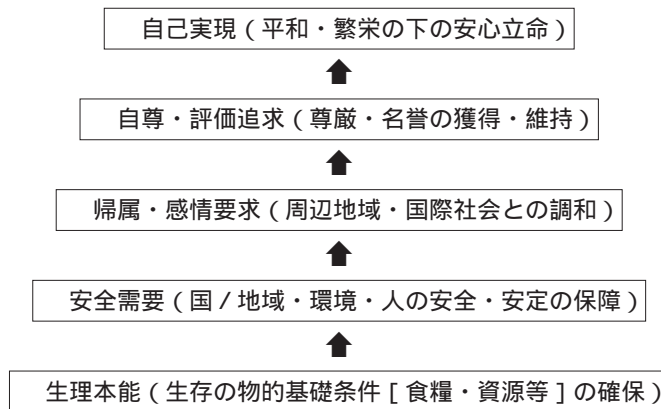 自己実現（平和・繁栄の下の安心立命）
自尊・評価追求（尊厳・名誉の獲得・維持）
帰属・感情要求（周辺地域・国際社会との調和）
安全需要（国/地域・環境・人の安全・安定の保障）
生理本能（生存の物的基礎条件［食糧・資源等］の確保）